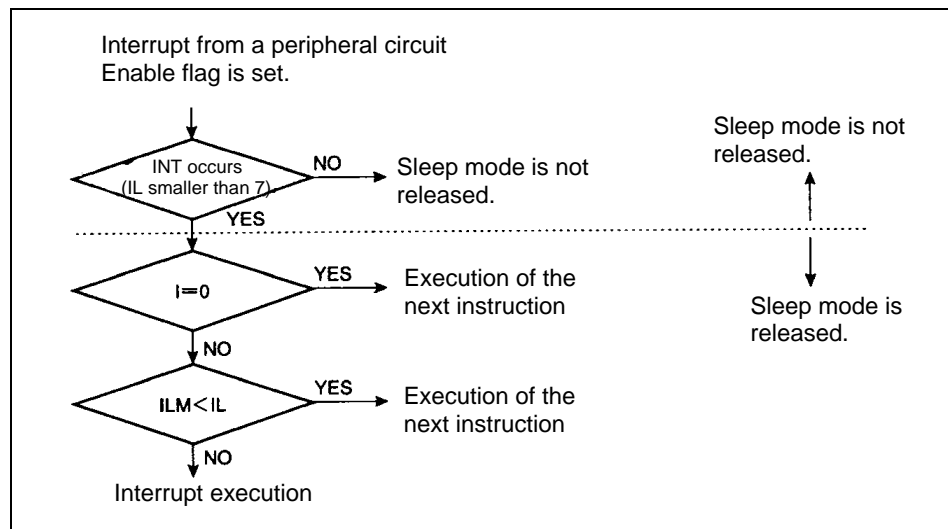 Interrupt from a peripheral circuit
Enable flag is set.
INT occurs
(IL smaller than 7)
NO
Sleep mode is not
released.
YES
Sleep mode is not
released.
I=0
YES
Execution of the
next instruction
Sleep mode is
released.
NO
ILM<IL
YES
Execution of the
next instruction
NO
Interrupt execution